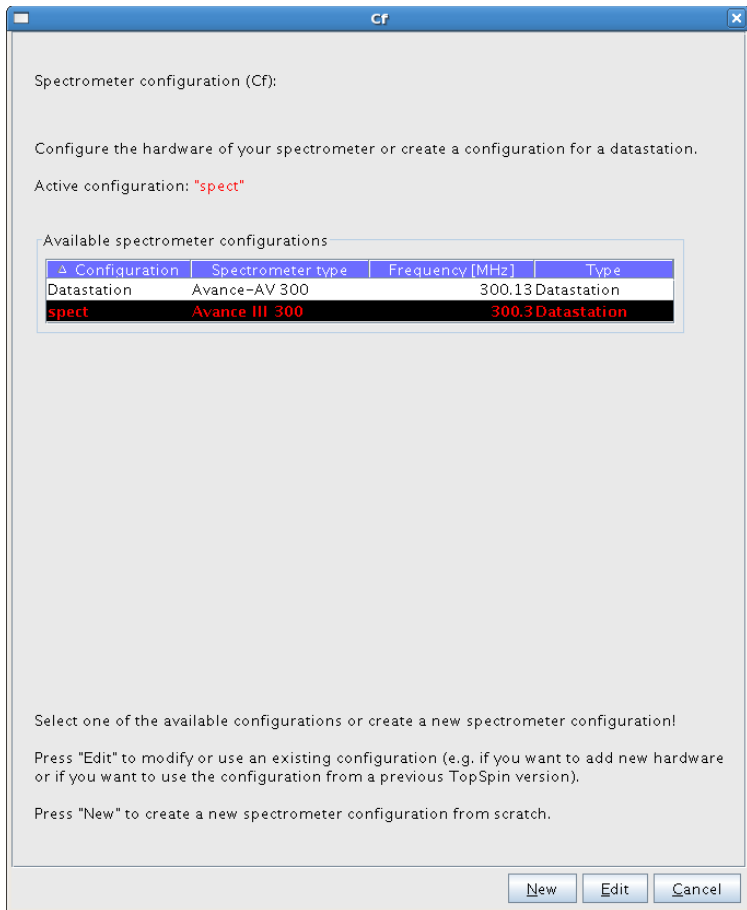 Cf
Spectrometer configuration (Cf):
Configure the hardware of your spectrometer or create a configuration for a datastation.
Active configuration: "spect"
Available spectrometer configurations
△ Configuration Spectrometer type Frequency [MHz] Type
Datastation Avance-AV 300 300.13 Datastation
spect Avance III 300 300.3 Datastation
Select one of the available configurations or create a new spectrometer configuration!
Press "Edit" to modify or use an existing configuration (e.g. if you want to add new hardware
or if you want to use the configuration from a previous TopSpin version).
Press "New" to create a new spectrometer configuration from scratch.
New Edit Cancel